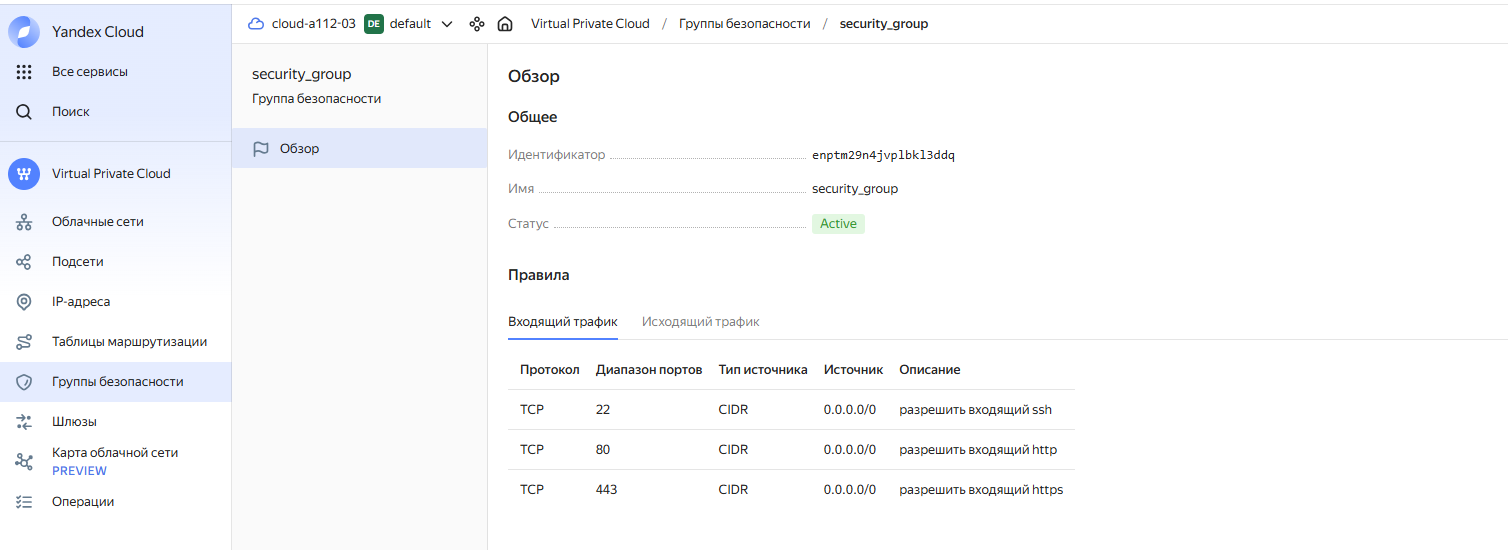 Yandex Cloud
Все сервисы
Поиск
Virtual Private Cloud
Облачные сети
Подсети
IP-адреса
Таблицы маршрутизации
Группы безопасности
Шлюзы
Карта облачной сети
PREVIEW
Операции
cloud-a112-03 DE default Virtual Private Cloud / Группы безопасности / security_group
security_group
Группа безопасности
Обзор
Обзор
Общее
Идентификатор enptm29n4jvplbkl3ddq
Имя security_group
Статус Active
Правила
Входящий трафик Исходящий трафик
Протокол Диапазон портов Тип источника Источник Описание
TCP 22 CIDR 0.0.0.0/0 разрешить входящий ssh
TCP 80 CIDR 0.0.0.0/0 разрешить входящий http
TCP 443 CIDR 0.0.0.0/0 разрешить входящий https